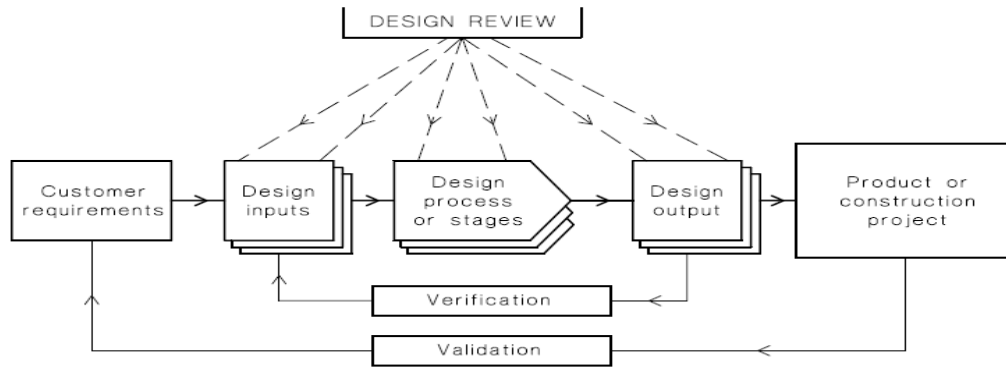 DESIGN REVIEW
Customer
requirements
Design
inputs
Design
process
or stages
Design
output
Product or
construction
project
Verification
Validation